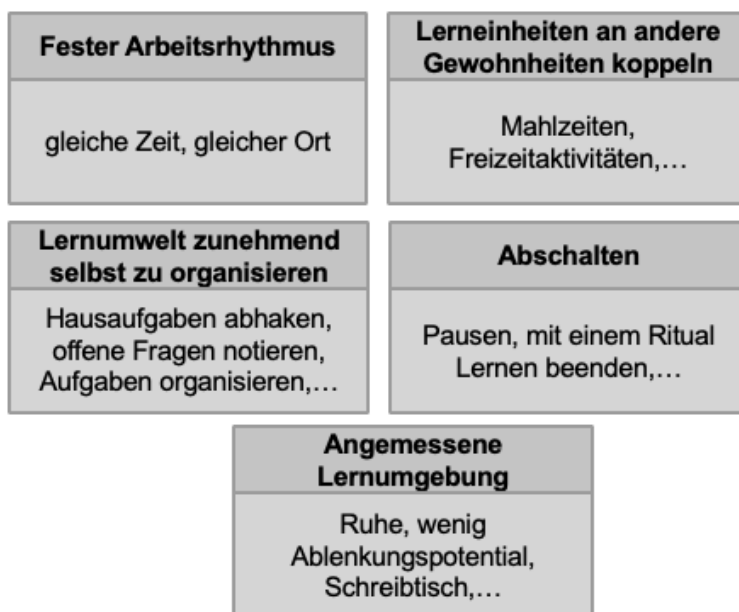 Fester Arbeitsrhythmus
gleiche Zeit, gleicher Ort
Lerneinheiten an andere
Gewohnheiten koppeln
Mahlzeiten,
Freizeitaktivitäten,…
Lernumwelt zunehmend
selbst zu organisieren
Hausaufgaben abhaken,
offene Fragen notieren,
Aufgaben organisieren,…
Abschalten
Pausen, mit einem Ritual
Lernen beenden,…
Angemessene
Lernumgebung
Ruhe, wenig
Ablenkungspotential,
Schreibtisch,…